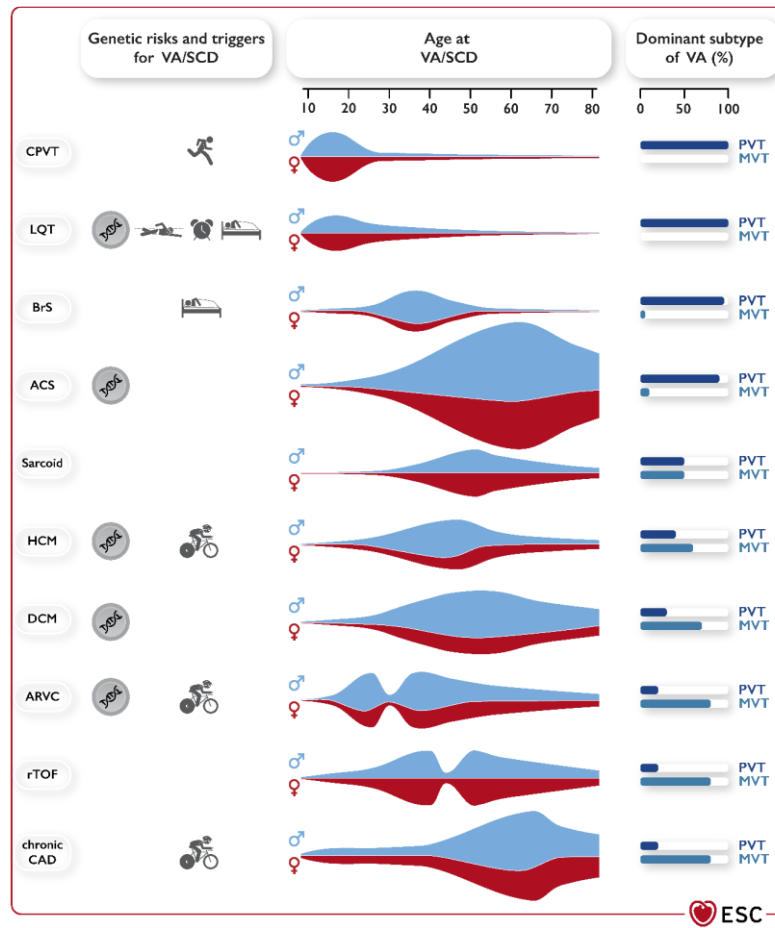 Genetic risks and triggers
for VA/SCD
Age at
VA/SCD
Dominant subtype
of VA (%)
10 20 30 40 50 60 70 80
0 50 100
CPVT
♂
♀
PVT
MVT
LQT
♂
♀
PVT
MVT
BrS
♂
♀
PVT
MVT
ACS
♂
♀
PVT
MVT
Sarcoid
♂
♀
PVT
MVT
HCM
♂
♀
PVT
MVT
DCM
♂
♀
PVT
MVT
ARVC
♂
♀
PVT
MVT
rTOF
♂
♀
PVT
MVT
chronic
CAD
♂
♀
PVT
MVT
ESC